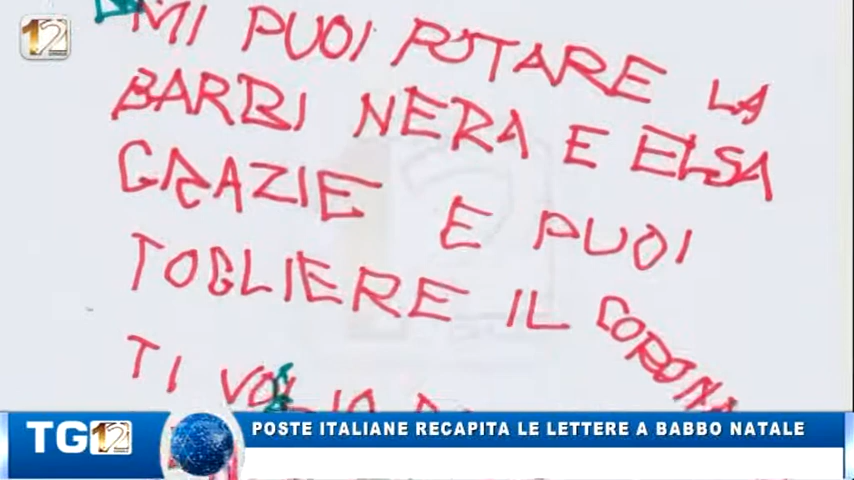 12
MI PUOI POTARE LA
BARBI NERA E ELSA
GRAZIE E PUOI
TOGLIERE IL CORONA
TI
TG12
POSTE ITALIANE RECAPITA LE LETTERE A BABBO NATALE